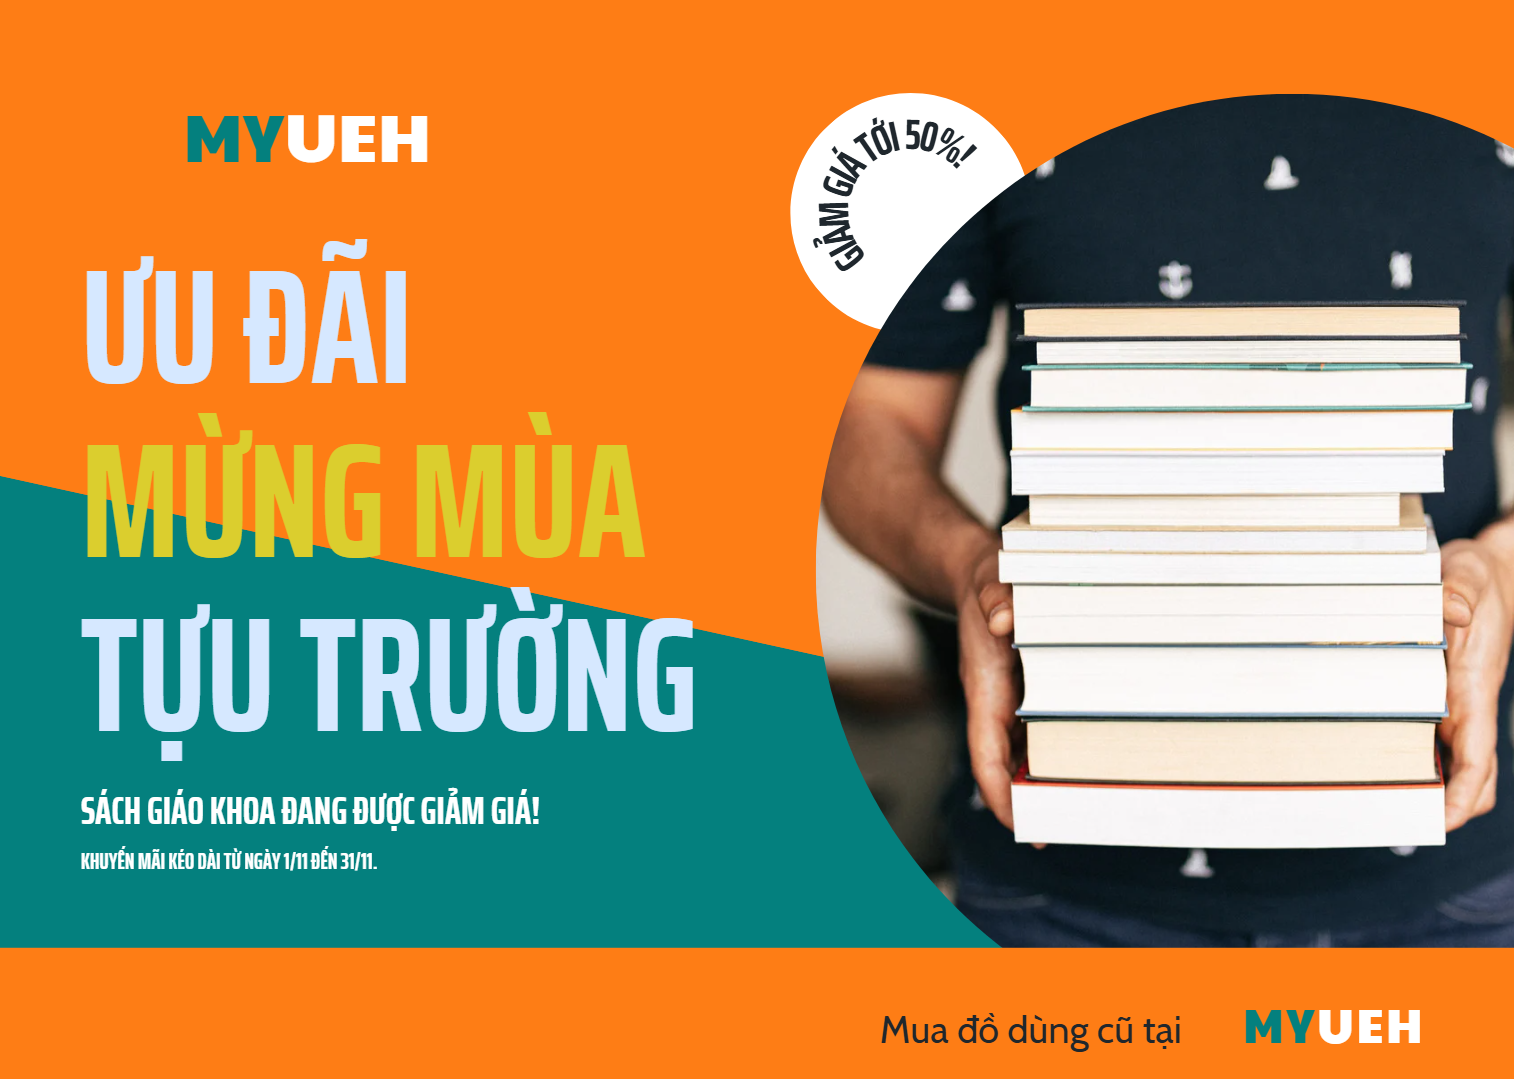 MYUEH
GIẢM GIÁ TỚI 50%!
ƯU ĐÃI
MỪNG MÙA
TỰU TRƯỜNG
SÁCH GIÁO KHOA ĐANG ĐƯỢC GIẢM GIÁ!
KHUYẾN MÃI KÉO DÀI TỪ NGÀY 1/11 ĐẾN 31/11.
Mua đồ dùng cũ tại MYUEH